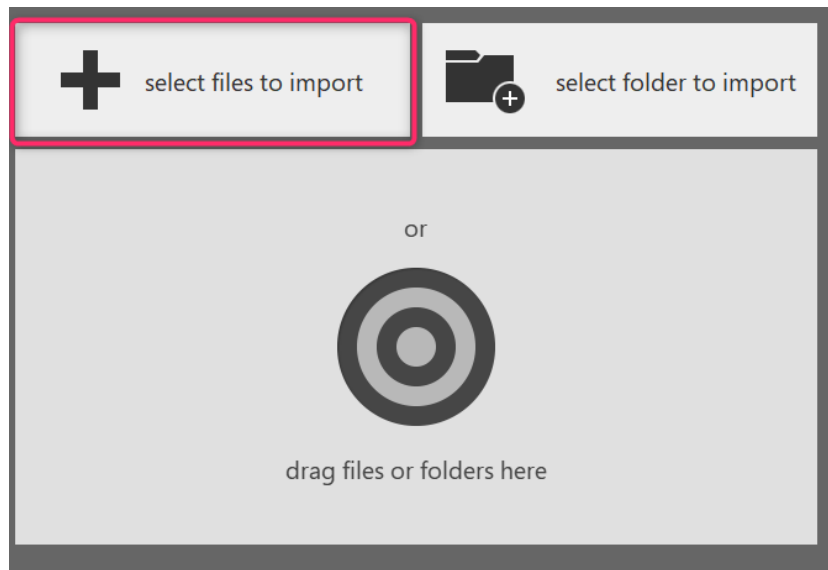 select files to import
select folder to import
or
drag files or folders here